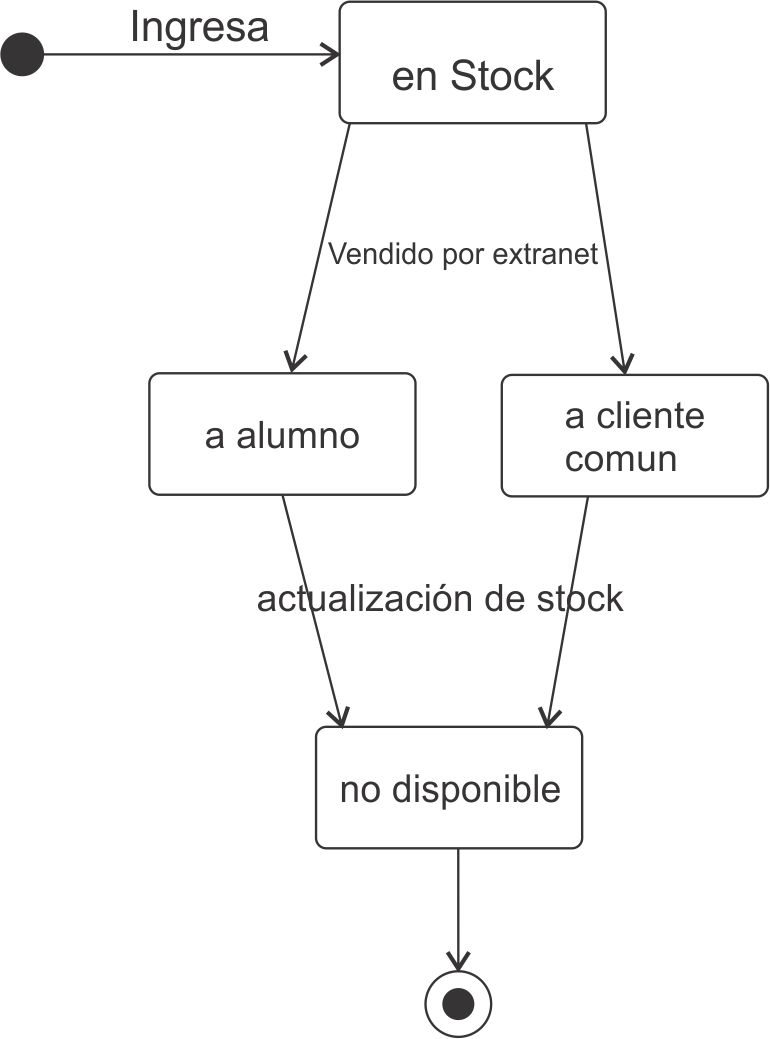 Ingresa
en Stock
Vendido por extranet
a alumno
a cliente
comun
actualización de stock
no disponible